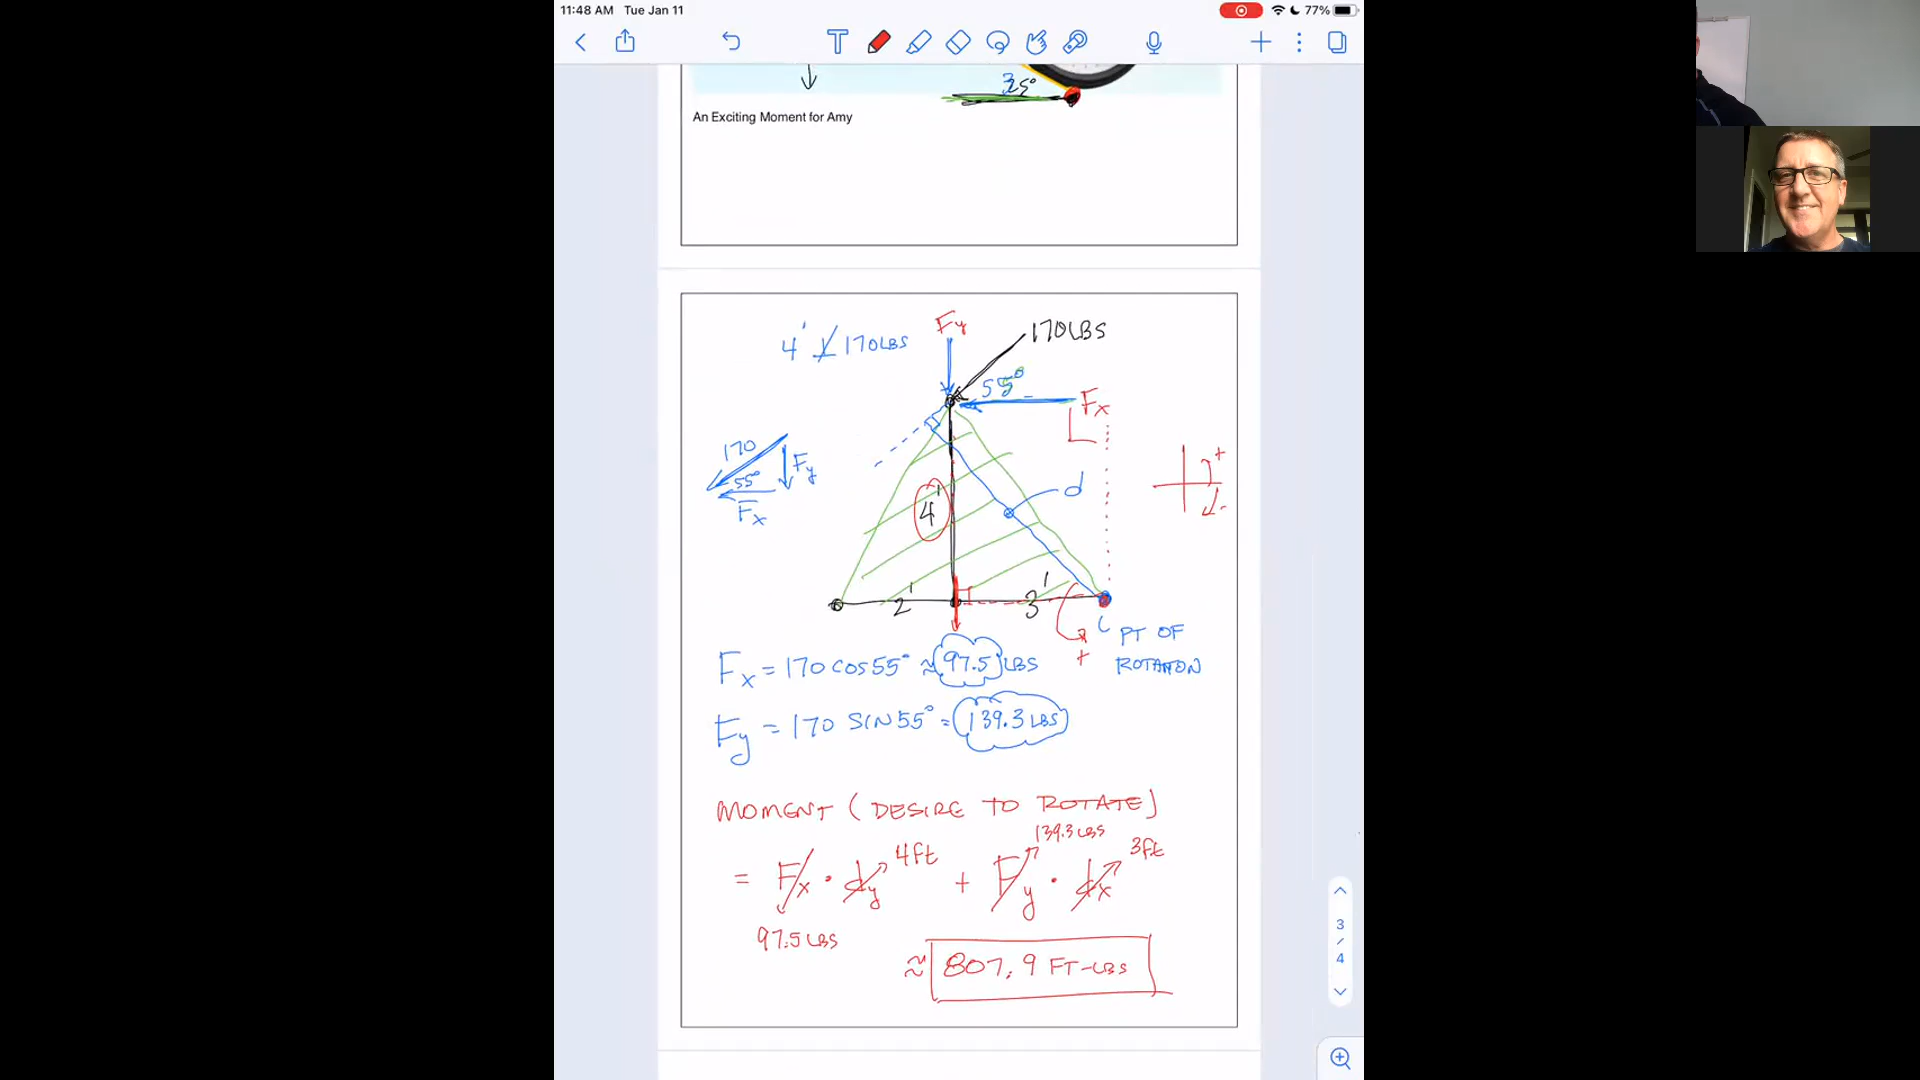 11:48 AM Tue Jan 11
77%
35°
An Exciting Moment for Amy
Fy
170LBS
4' 170LBS
55°
Fx
170
55°
Fy
Fx
d
4'
+
-
2'
3'
+
PT OF
ROTATION
Fx = 170 COS 55° ≈ 97.5 LBS
Fy = 170 SIN 55° = 139.3 LBS
MOMENT (DESIRE TO ROTATE)
139.3 LBS
4ft
3ft
= Fx · dy + Fy · dx
97.5 LBS
≈ 807.9 FT-LBS
3
/
4